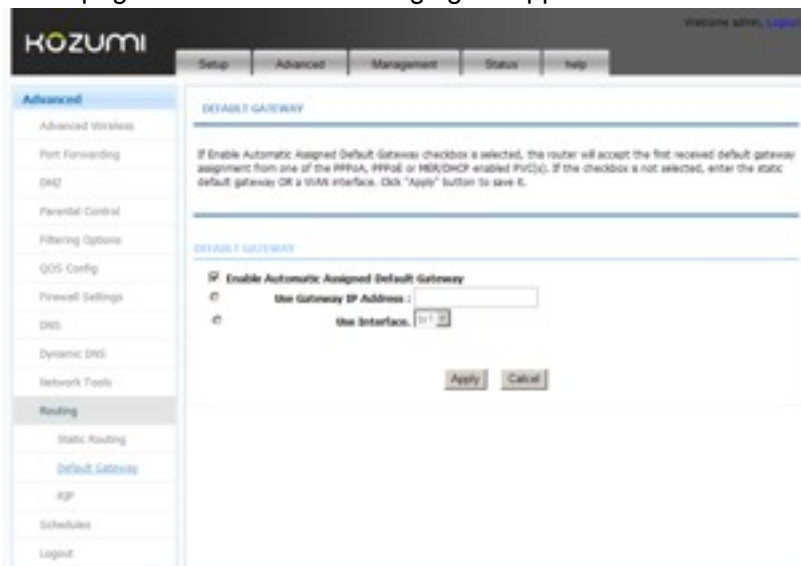 Welcome admin, Logout
KOZUMI
Setup Advanced Management Status help
Advanced
Advanced Wireless
Port Forwarding
DMZ
Parental Control
Filtering Options
QOS Config
Firewall Settings
DNS
Dynamic DNS
Network Tools
Routing
Static Routing
Default Gateway
RIP
Schedules
Logout
DEFAULT GATEWAY
If Enable Automatic Assigned Default Gateway checkbox is selected, the router will accept the first received default gateway
assignment from one of the PPPoA, PPPoE or MER/DHCP enabled PVC(s). If the checkbox is not selected, enter the static
default gateway OR a WAN interface. Click "Apply" button to save it.
DEFAULT GATEWAY
Enable Automatic Assigned Default Gateway
Use Gateway IP Address :
Use Interface.
Apply Cancel